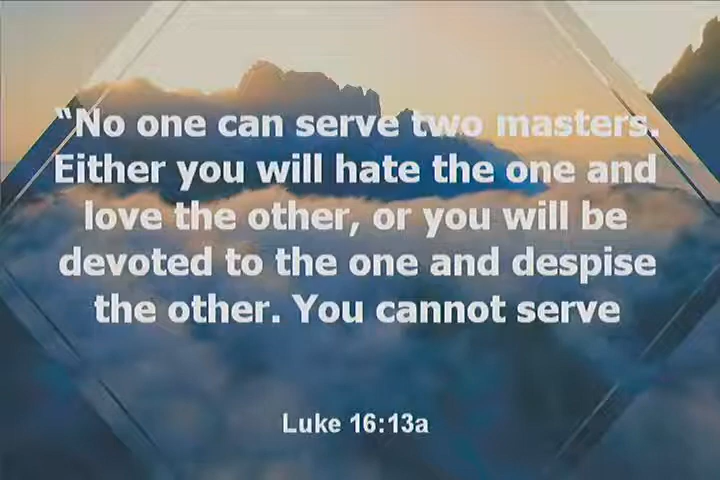 “No one can serve two masters.
Either you will hate the one and
love the other, or you will be
devoted to the one and despise
the other. You cannot serve
Luke 16:13a